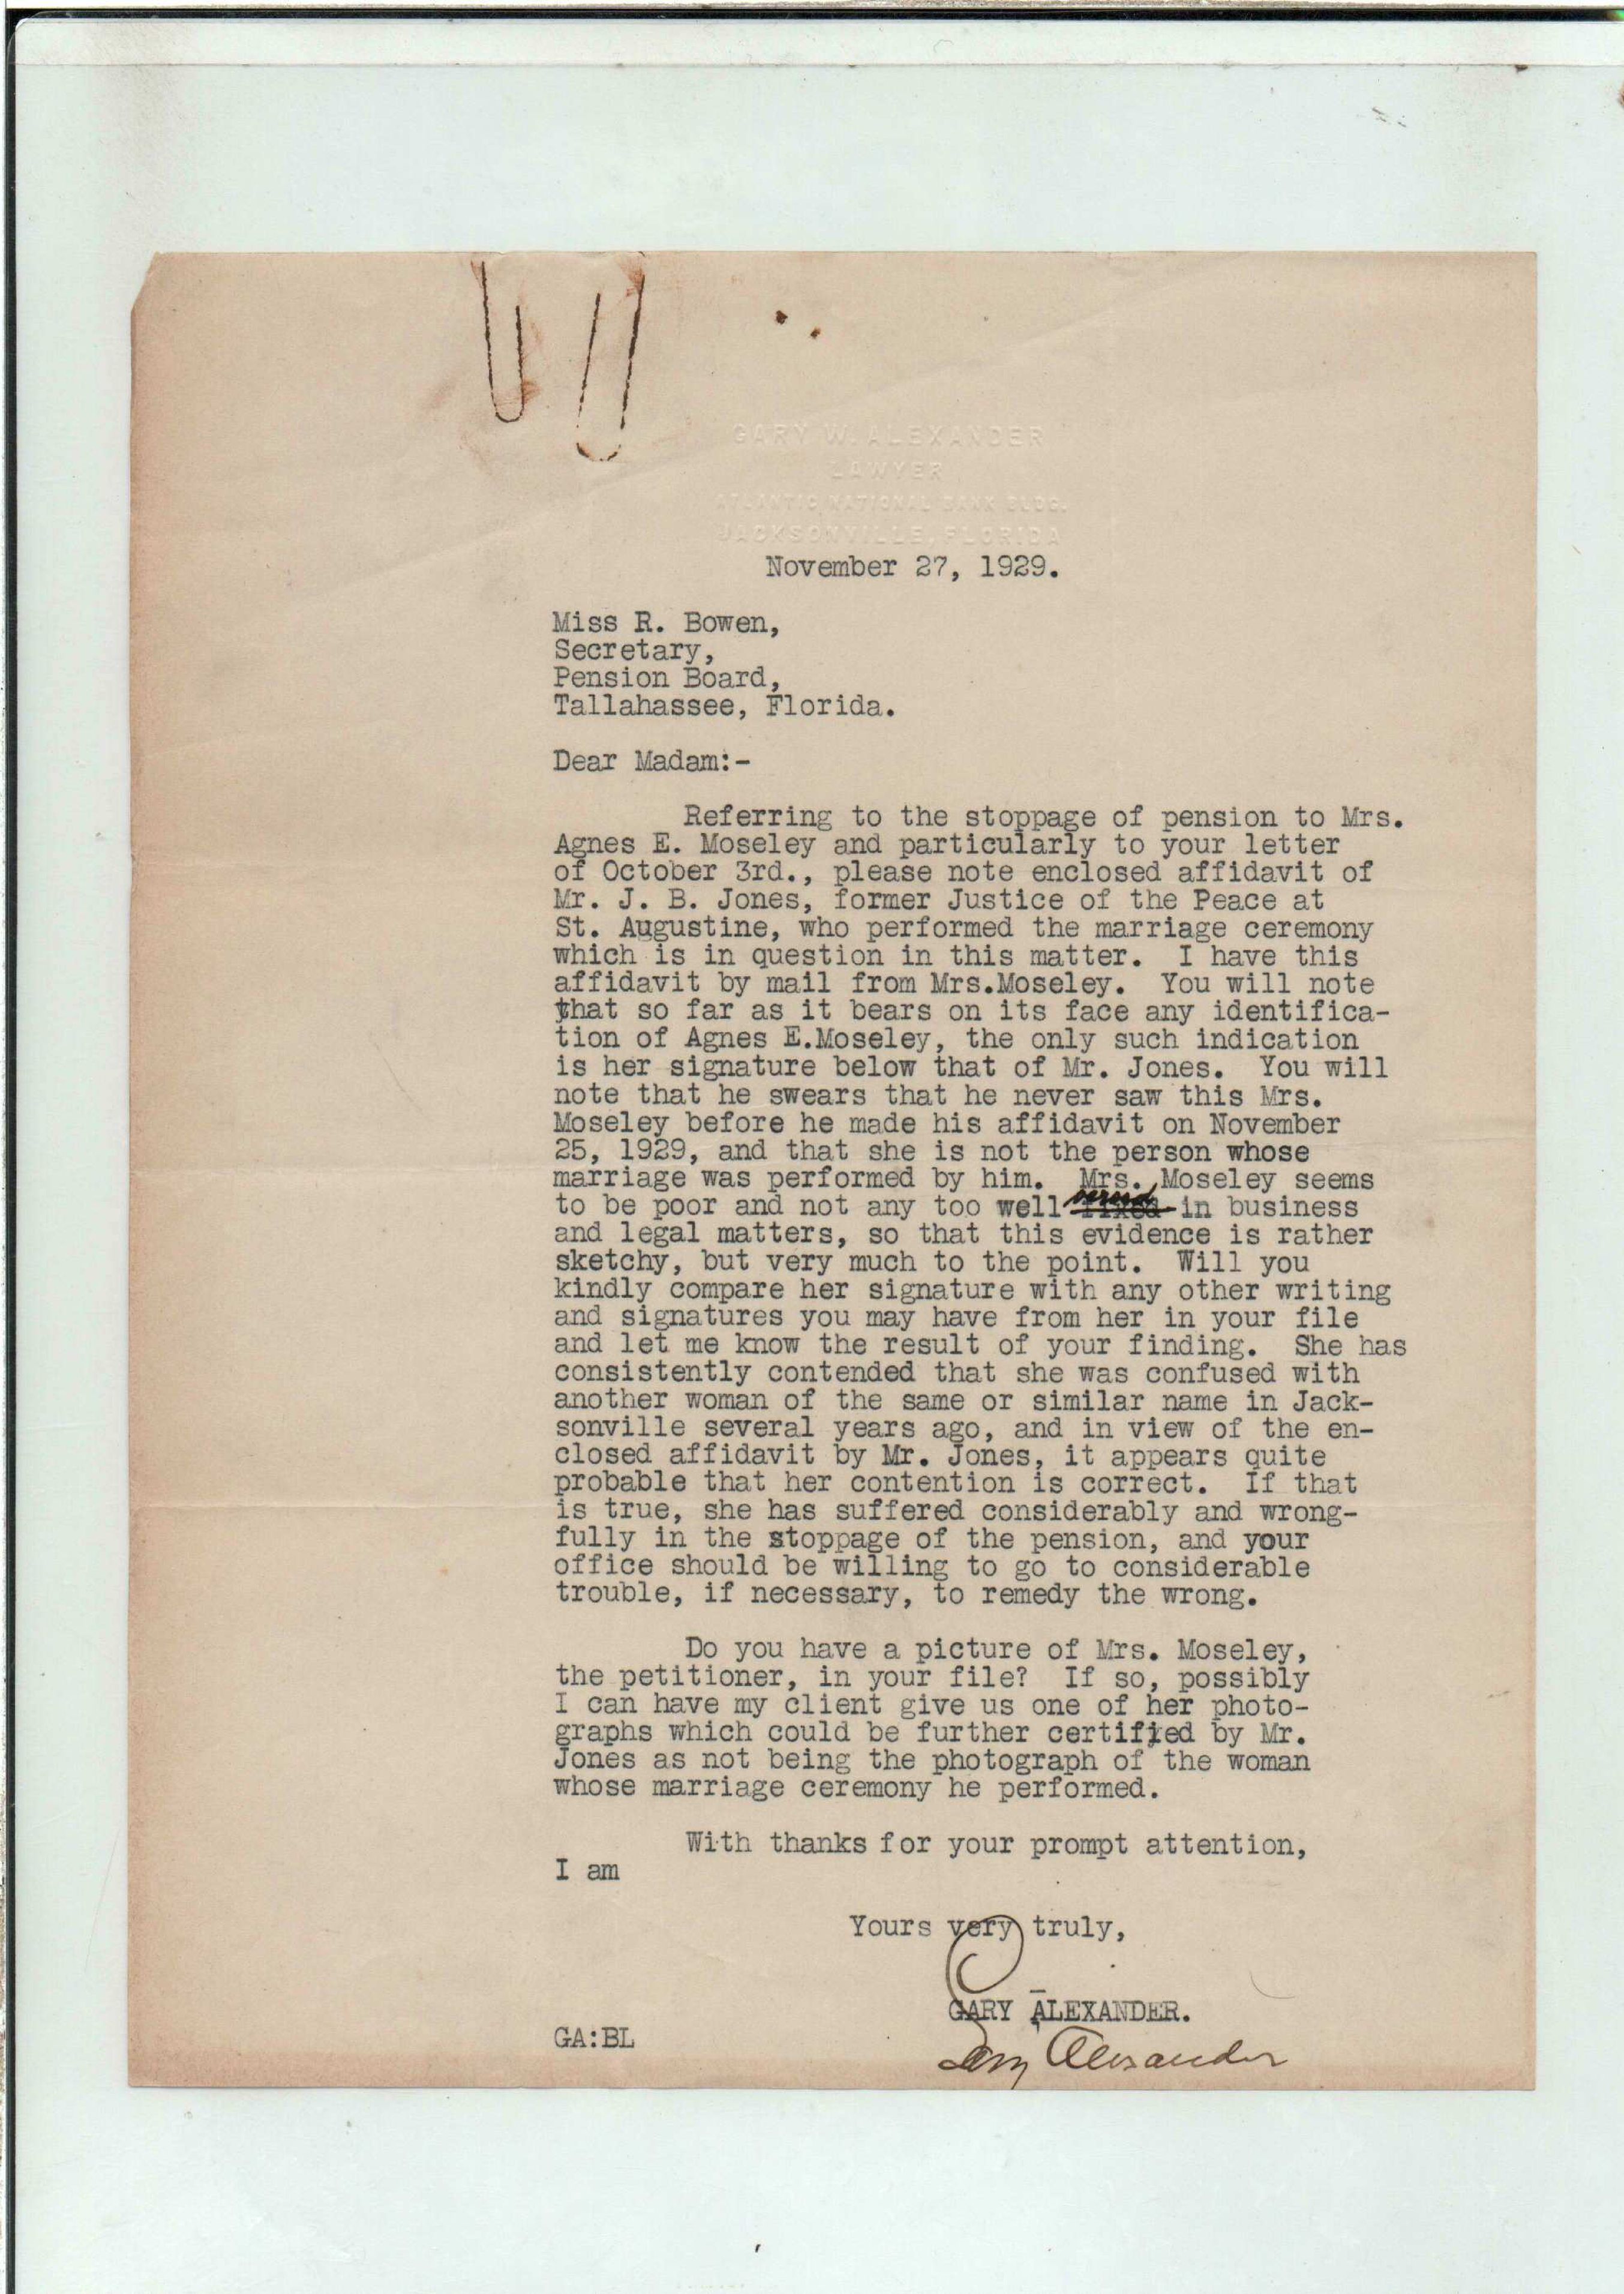 GARY W. ALEXANDER
LAWYER
ATLANTIC NATIONAL BANK BLDG.
JACKSONVILLE, FLORIDA
November 27, 1929.
Miss R. Bowen,
Secretary,
Pension Board,
Tallahassee, Florida.
Dear Madam:-
Referring to the stoppage of pension to Mrs.
Agnes E. Moseley and particularly to your letter
of October 3rd., please note enclosed affidavit of
Mr. J. B. Jones, former Justice of the Peace at
St. Augustine, who performed the marriage ceremony
which is in question in this matter. I have this
affidavit by mail from Mrs.Moseley. You will note
that so far as it bears on its face any identifica-
tion of Agnes E.Moseley, the only such indication
is her signature below that of Mr. Jones. You will
note that he swears that he never saw this Mrs.
Moseley before he made his affidavit on November
25, 1929, and that she is not the person whose
marriage was performed by him. Mrs. Moseley seems
to be poor and not any too well versed fixed in business
and legal matters, so that this evidence is rather
sketchy, but very much to the point. Will you
kindly compare her signature with any other writing
and signatures you may have from her in your file
and let me know the result of your finding. She has
consistently contended that she was confused with
another woman of the same or similar name in Jack-
sonville several years ago, and in view of the en-
closed affidavit by Mr. Jones, it appears quite
probable that her contention is correct. If that
is true, she has suffered considerably and wrong-
fully in the stoppage of the pension, and your
office should be willing to go to considerable
trouble, if necessary, to remedy the wrong.
Do you have a picture of Mrs. Moseley,
the petitioner, in your file? If so, possibly
I can have my client give us one of her photo-
graphs which could be further certified by Mr.
Jones as not being the photograph of the woman
whose marriage ceremony he performed.
With thanks for your prompt attention,
I am
Yours very truly,
GARY ALEXANDER.
GA:BL
Gary Alexander